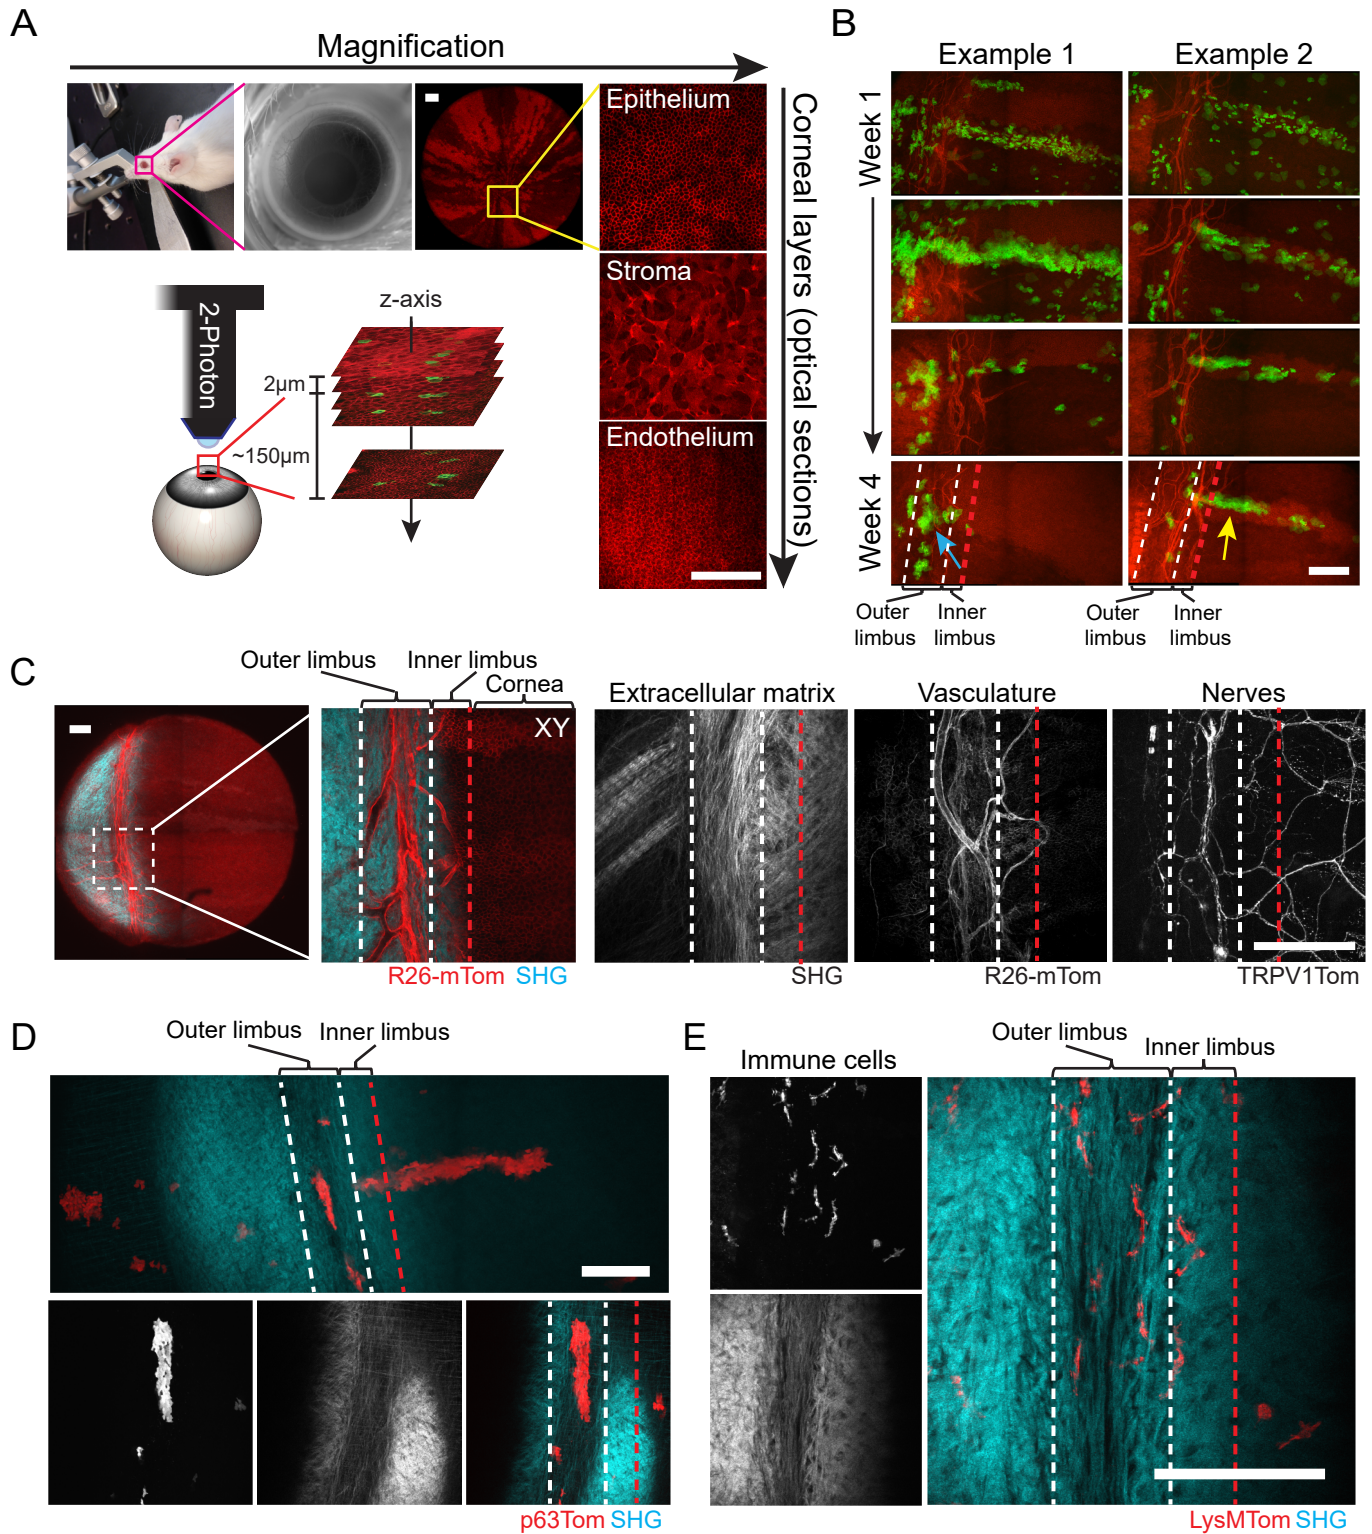 A
Magnification
Epithelium
Stroma
Endothelium
Corneal layers (optical sections)
2-Photon
z-axis
2µm
~150µm
B
Example 1
Example 2
Week 1
Week 4
Outer limbus
Inner limbus
Outer limbus
Inner limbus
C
Outer limbus
Inner limbus
Cornea
XY
R26-mTom SHG
Extracellular matrix
SHG
Vasculature
R26-mTom
Nerves
TRPV1Tom
D
Outer limbus
Inner limbus
p63Tom SHG
E
Immune cells
Outer limbus
Inner limbus
LysMTom SHG